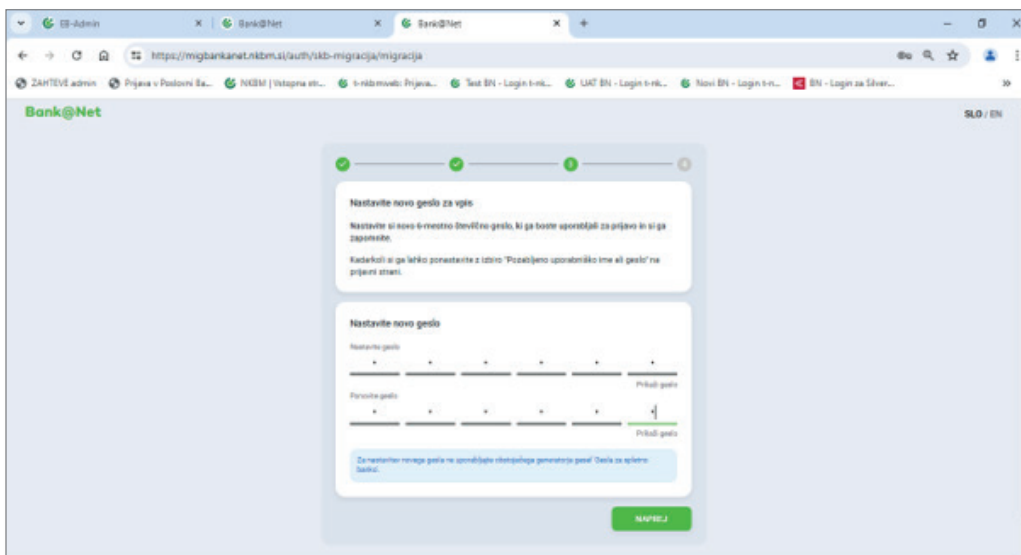 EB-Admin
Bank@Net
Bank@Net
https://migbankanet.nkbm.si/auth/skb-migracija/migracija
ZAHTEVE admin
Prijava v Poslovni Ba...
NKBM | Vstopna str...
t-nkbmweb: Prijava...
Test BN - Login t-nk...
UAT BN - Login t-nk...
Novi BN - Login t-n...
BN - Login za Silver...
Bank@Net
SLO / EN
3
4
Nastavite novo geslo za vpis
Nastavite si novo 6-mestno številčno geslo, ki ga boste uporabljali za prijavo in si ga
zapomnite.
Kadarkoli si ga lahko ponastavite z izbiro "Pozabljeno uporabniško ime ali geslo" na
prijavni strani.
Nastavite novo geslo
Nastavite geslo
Prikaži geslo
Ponovite geslo
Prikaži geslo
Za nastavitev novega gesla ne uporabljajte obstoječega generatorja gesel Gesla za spletno
banko!
NAPREJ